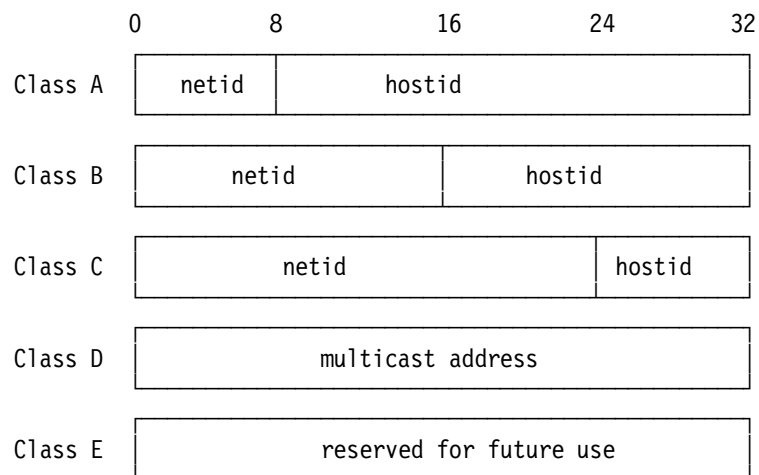 0 8 16 24 32
Class A netid hostid
Class B netid hostid
Class C netid hostid
Class D multicast address
Class E reserved for future use